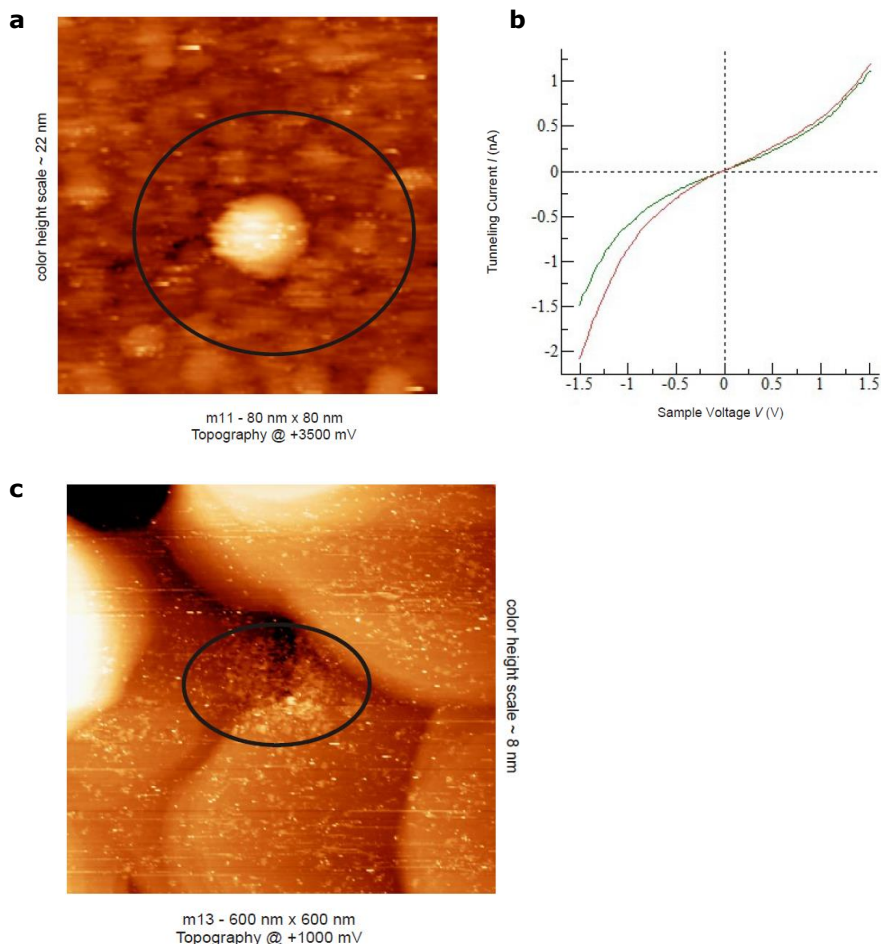 a
color height scale ~ 22 nm
m11 - 80 nm x 80 nm
Topography @ +3500 mV
b
Tunneling Current I (nA)
1
0.5
0
-0.5
-1
-1.5
-2
-1.5 -1 -0.5 0 0.5 1 1.5
Sample Voltage V (V)
c
color height scale ~ 8 nm
m13 - 600 nm x 600 nm
Topography @ +1000 mV